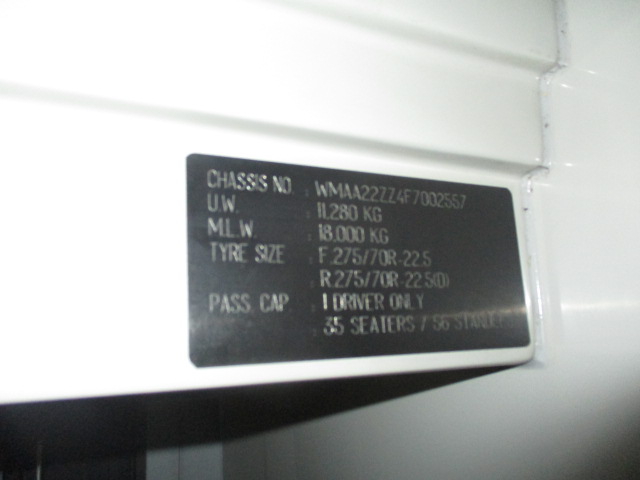 CHASSIS NO. : WMAA22ZZ4F7002557
U.W. : 11.280 KG
M.L.W. : 18.000 KG
TYRE SIZE : F.275/70R-22.5
: R.275/70R-22.5(D)
PASS. CAP : 1 DRIVER ONLY
: 35 SEATERS / 56